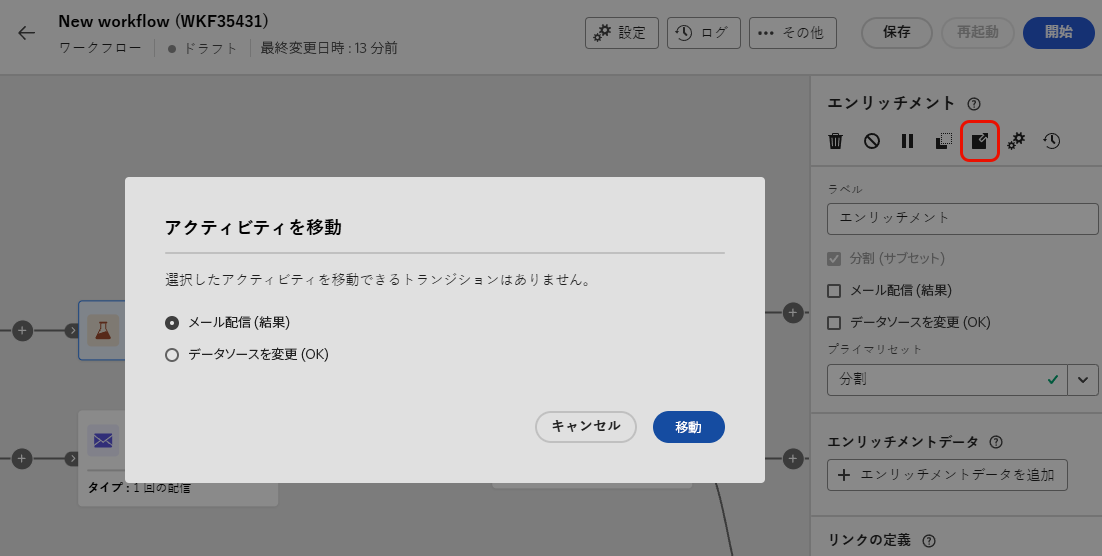 New workflow (WKF35431)
ワークフロー ドラフト 最終変更日時 : 13 分前
設定 ログ その他 保存 再起動 開始
エンリッチメント
ラベル
エンリッチメント
分割 (サブセット)
メール配信 (結果)
データソースを変更 (OK)
プライマリセット
分割
エンリッチメントデータ
エンリッチメントデータを追加
リンクの定義
アクティビティを移動
選択したアクティビティを移動できるトランジションはありません。
メール配信 (結果)
データソースを変更 (OK)
キャンセル 移動
タイプ : 1 回の配信